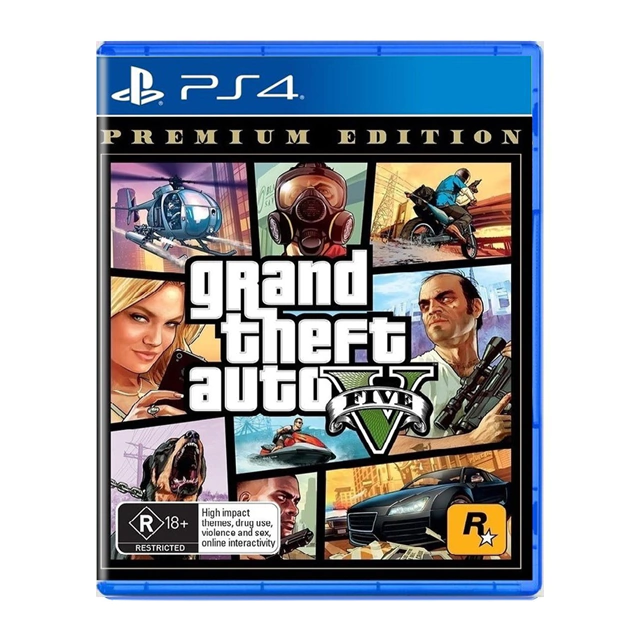 PS4
PREMIUM EDITION
grand
theft
auto V
FIVE
R 18+
RESTRICTED
High impact
themes, drug use,
violence and sex,
online interactivity
R